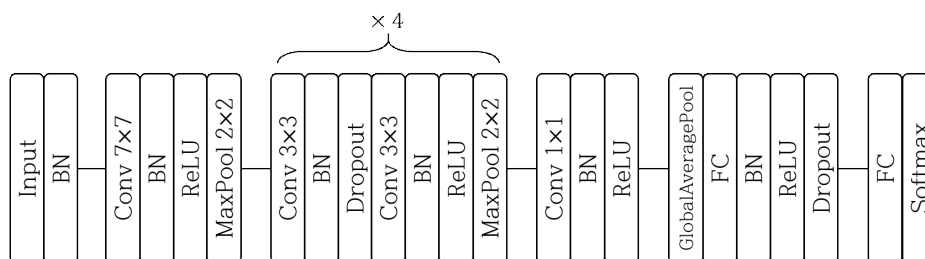 × 4
Input
BN
Conv 7×7
BN
ReLU
MaxPool 2×2
Conv 3×3
BN
Dropout
Conv 3×3
BN
ReLU
MaxPool 2×2
Conv 1×1
BN
ReLU
GlobalAveragePool
FC
BN
ReLU
Dropout
FC
Softmax